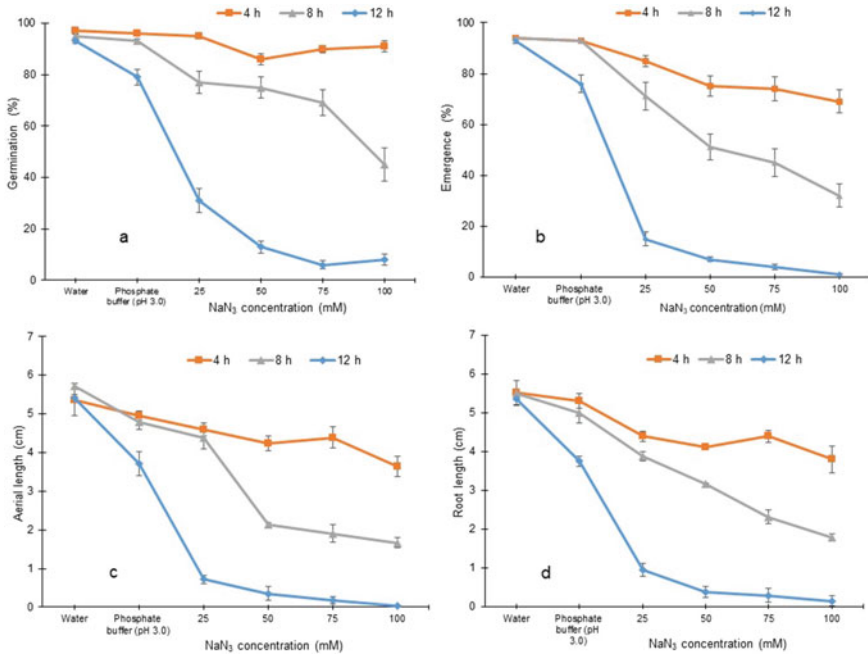 4 h 8 h 12 h
100
80
60
40
20
0
Germination (%)
a
Water Phosphate buffer (pH 3.0) 25 50 75 100
NaN₃ concentration (mM)
4 h 8 h 12 h
100
80
60
40
20
0
Emergence (%)
b
Water Phosphate buffer (pH 3.0) 25 50 75 100
NaN₃ concentration (mM)
4 h 8 h 12 h
7
6
5
4
3
2
1
0
Aerial length (cm)
c
Water Phosphate buffer (pH 3.0) 25 50 75 100
NaN₃ concentration (mM)
4 h 8 h 12 h
7
6
5
4
3
2
1
0
Root length (cm)
d
Water Phosphate buffer (pH 3.0) 25 50 75 100
NaN₃ concentration (mM)